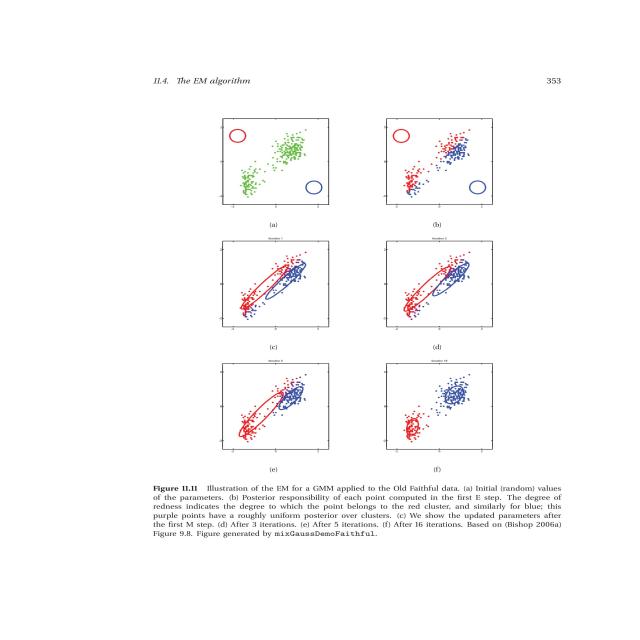 11.4. The EM algorithm 353
(a) (b)
(c) (d)
(e) (f)
Figure 11.11 Illustration of the EM for a GMM applied to the Old Faithful data. (a) Initial (random) values
of the parameters. (b) Posterior responsibility of each point computed in the first E step. The degree of
redness indicates the degree to which the point belongs to the red cluster, and similarly for blue; this
purple points have a roughly uniform posterior over clusters. (c) We show the updated parameters after
the first M step. (d) After 3 iterations. (e) After 5 iterations. (f) After 16 iterations. Based on (Bishop 2006a)
Figure 9.8. Figure generated by mixGaussDemoFaithful.